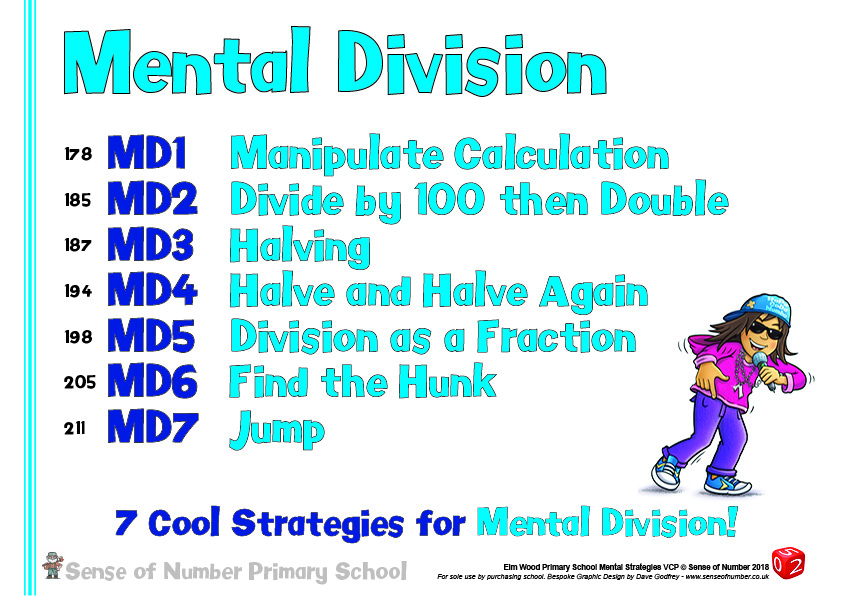 Mental Division
178 MD1 Manipulate Calculation
185 MD2 Divide by 100 then Double
187 MD3 Halving
194 MD4 Halve and Halve Again
198 MD5 Division as a Fraction
205 MD6 Find the Hunk
211 MD7 Jump
7 Cool Strategies for Mental Division!
Sense of Number Primary School
Elm Wood Primary School Mental Strategies VCP © Sense of Number 2018
For sole use by purchasing school. Bespoke Graphic Design by Dave Godfrey - www.senseofnumber.co.uk
5 0 2